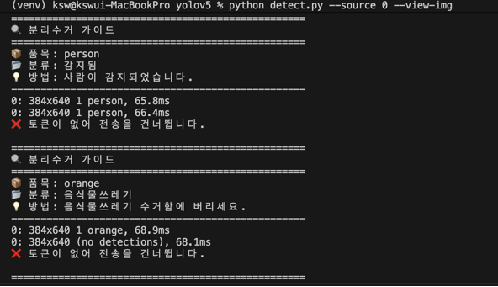 (venv) ksw@kswui-MacBookPro yolov5 % python detect.py --source 0 --view-img
==================================================
🔍 분리수거 가이드
==================================================
📦 품목: person
📂 분류: 감지됨
💡 방법: 사람이 감지되었습니다.
==================================================
0: 384x640 1 person, 65.8ms
0: 384x640 1 person, 66.4ms
❌ 토큰이 없어 전송을 건너뜁니다.
==================================================
🔍 분리수거 가이드
==================================================
📦 품목: orange
📂 분류: 음식물쓰레기
💡 방법: 음식물쓰레기 수거함에 버리세요.
==================================================
0: 384x640 1 orange, 68.9ms
0: 384x640 (no detections), 68.1ms
❌ 토큰이 없어 전송을 건너뜁니다.
==================================================